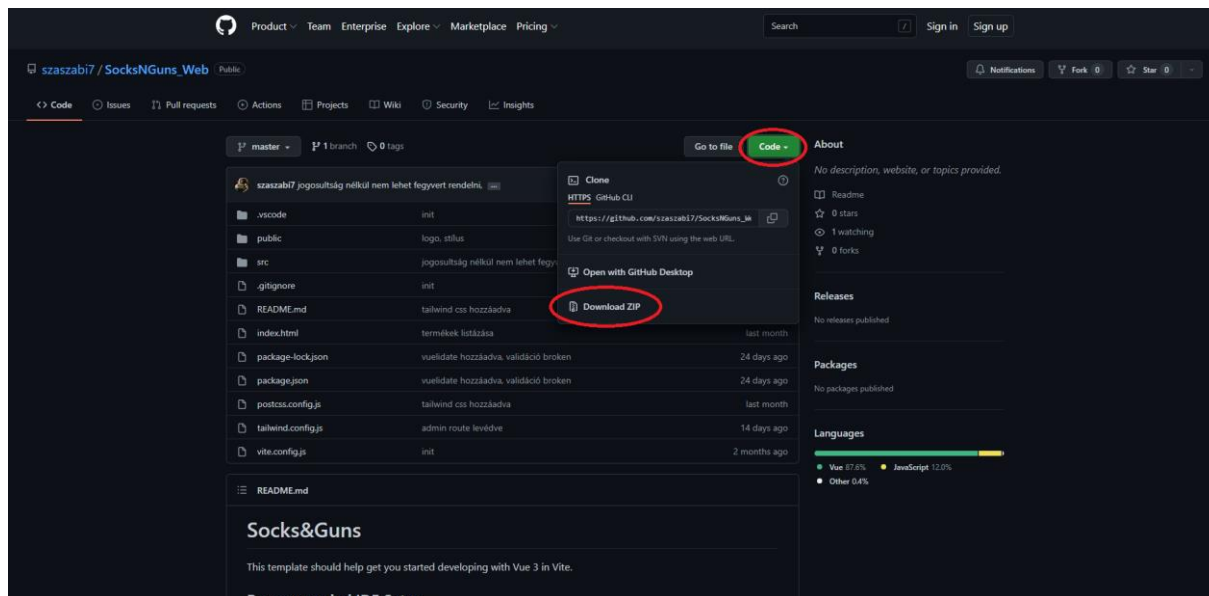 Product Team Enterprise Explore Marketplace Pricing Search / Sign in Sign up
szaszabi7 / SocksNGuns_Web Public Notifications Fork 0 Star 0
<> Code Issues Pull requests Actions Projects Wiki Security Insights
master 1 branch 0 tags Go to file Code
szaszabi7 jogosultság nélkül nem lehet fegyvert rendelni. ...
.vscode init
public logo, stílus
src jogosultság nélkül nem lehet
.gitignore init
README.md tailwind css hozzáadva
index.html termékek listázása last month
package-lock.json vuelidate hozzáadva, validáció broken 24 days ago
package.json vuelidate hozzáadva, validáció broken 24 days ago
postcss.config.js tailwind css hozzáadva last month
tailwind.config.js admin route levédve 14 days ago
vite.config.js init 2 months ago
Clone
HTTPS GitHub CLI
https://github.com/szaszabi7/SocksNGuns_W
Use Git or checkout with SVN using the web URL.
Open with GitHub Desktop
Download ZIP
README.md
Socks&Guns
This template should help get you started developing with Vue 3 in Vite.
About
No description, website, or topics provided.
Readme
0 stars
1 watching
0 forks
Releases
No releases published
Packages
No packages published
Languages
Vue 87.6% JavaScript 12.0%
Other 0.4%